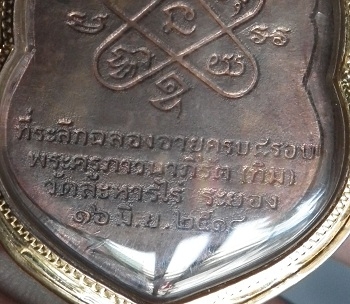 ที่ระลึกฉลองอายุครบ๔รอบ
พระครูภาวนาภิรัต (ทิม)
วัดละหารไร่ ระยอง
๑๖ มิ.ย. ๒๕๑๘